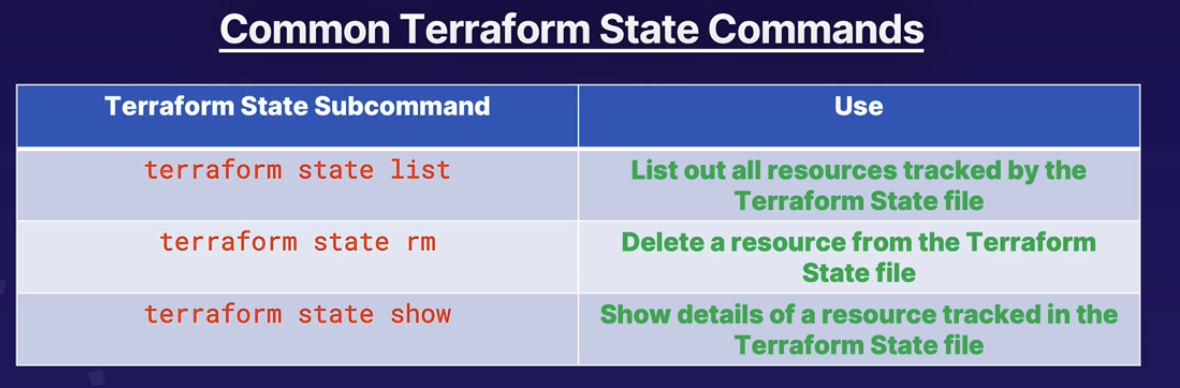 Common Terraform State Commands
Terraform State Subcommand
Use
terraform state list
List out all resources tracked by the
Terraform State file
terraform state rm
Delete a resource from the Terraform
State file
terraform state show
Show details of a resource tracked in the
Terraform State file